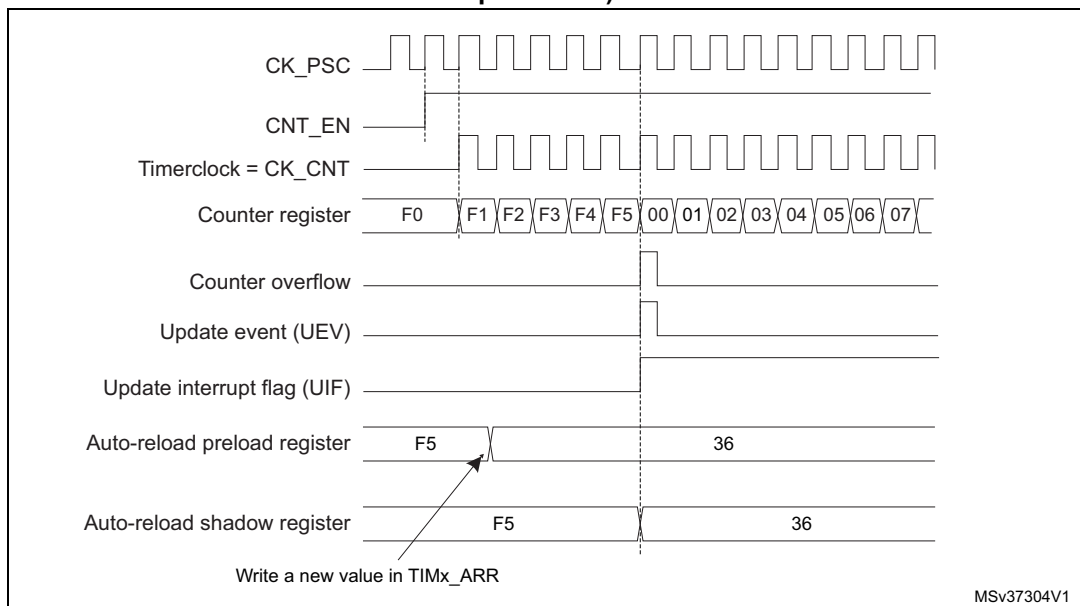 CK_PSC
CNT_EN
Timerclock = CK_CNT
Counter register F0 F1 F2 F3 F4 F5 00 01 02 03 04 05 06 07
Counter overflow
Update event (UEV)
Update interrupt flag (UIF)
Auto-reload preload register F5 36
Auto-reload shadow register F5 36
Write a new value in TIMx_ARR
MSv37304V1